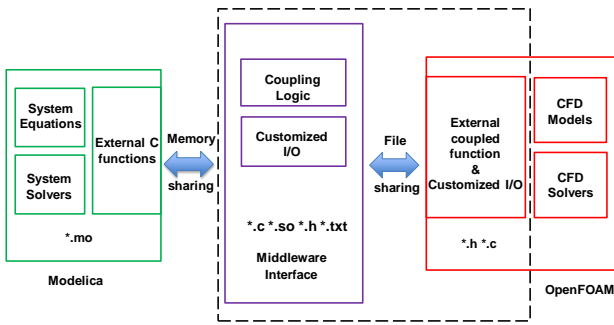 System
Equations
System
Solvers
External C
functions
*.mo
Modelica
Memory
sharing
Coupling
Logic
Customized
I/O
*.c *.so *.h *.txt
Middleware
Interface
File
sharing
External
coupled
function
&
Customized I/O
*.h *.c
CFD
Models
CFD
Solvers
OpenFOAM